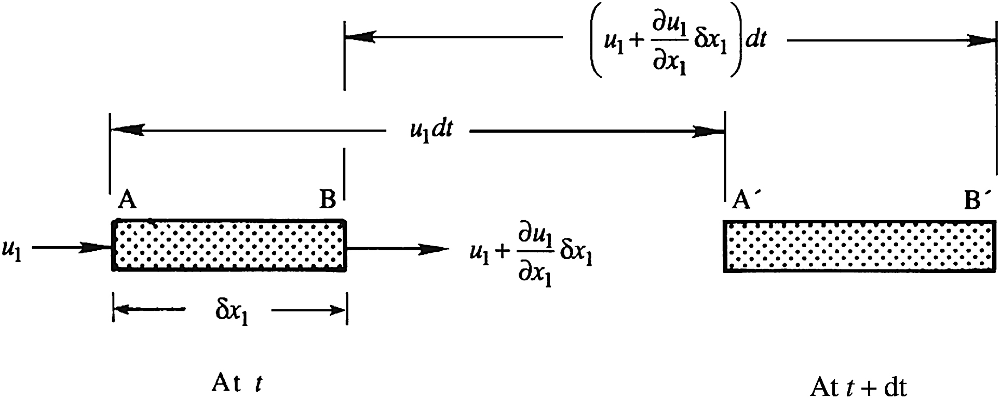 (u₁ + ∂u₁/∂x₁ δx₁) dt
u₁dt
A B A´ B´
u₁ u₁ + ∂u₁/∂x₁ δx₁
δx₁
At t At t + dt